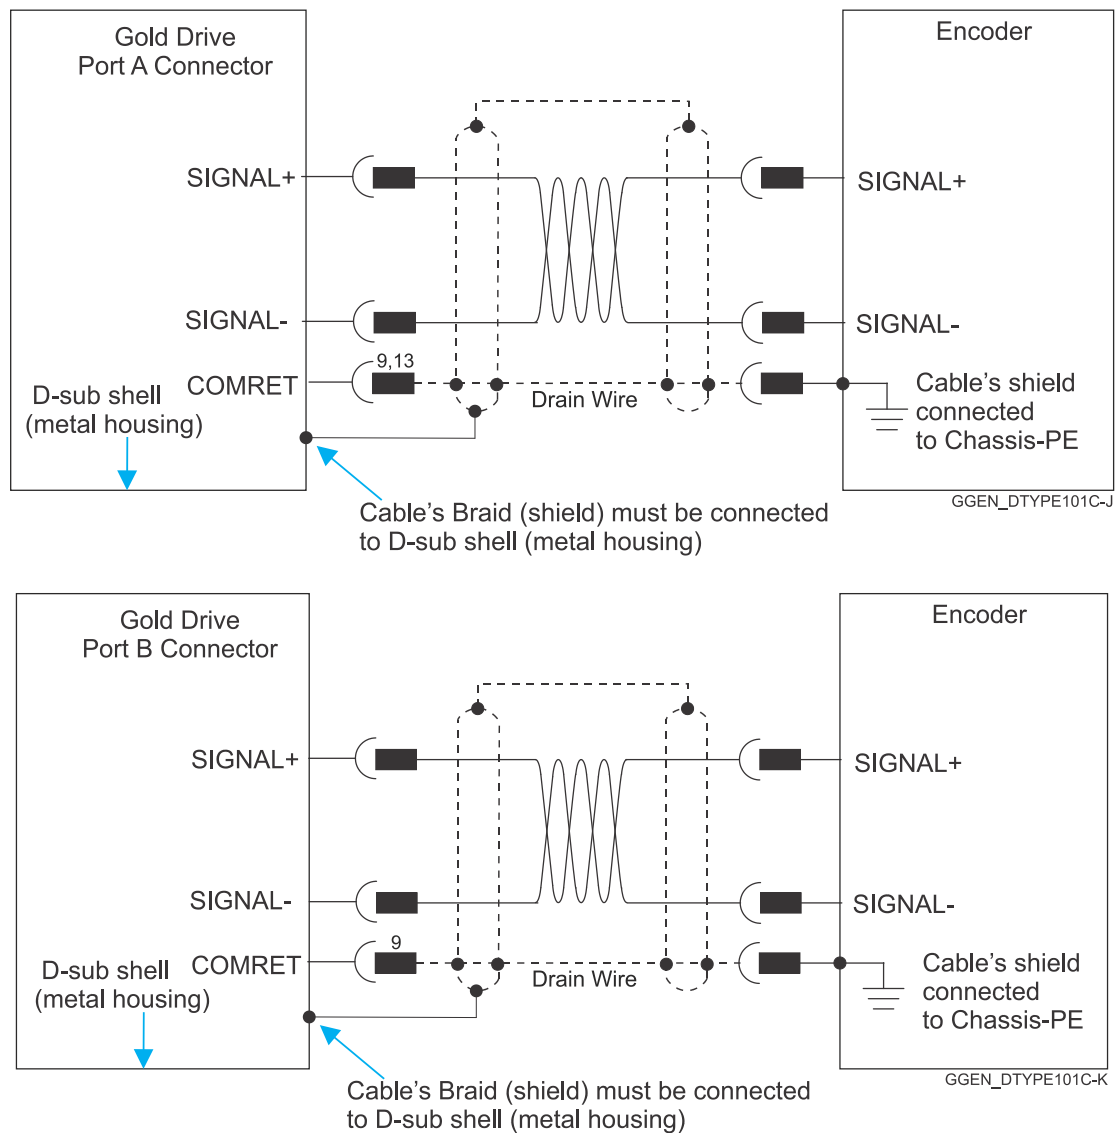 Gold Drive
Port A Connector
Encoder
SIGNAL+
SIGNAL+
SIGNAL-
SIGNAL-
9,13
COMRET
Drain Wire
D-sub shell
(metal housing)
Cable's shield
connected
to Chassis-PE
GGEN_DTYPE101C-J
Cable's Braid (shield) must be connected
to D-sub shell (metal housing)
Gold Drive
Port B Connector
Encoder
SIGNAL+
SIGNAL+
SIGNAL-
SIGNAL-
9
COMRET
Drain Wire
D-sub shell
(metal housing)
Cable's shield
connected
to Chassis-PE
GGEN_DTYPE101C-K
Cable's Braid (shield) must be connected
to D-sub shell (metal housing)